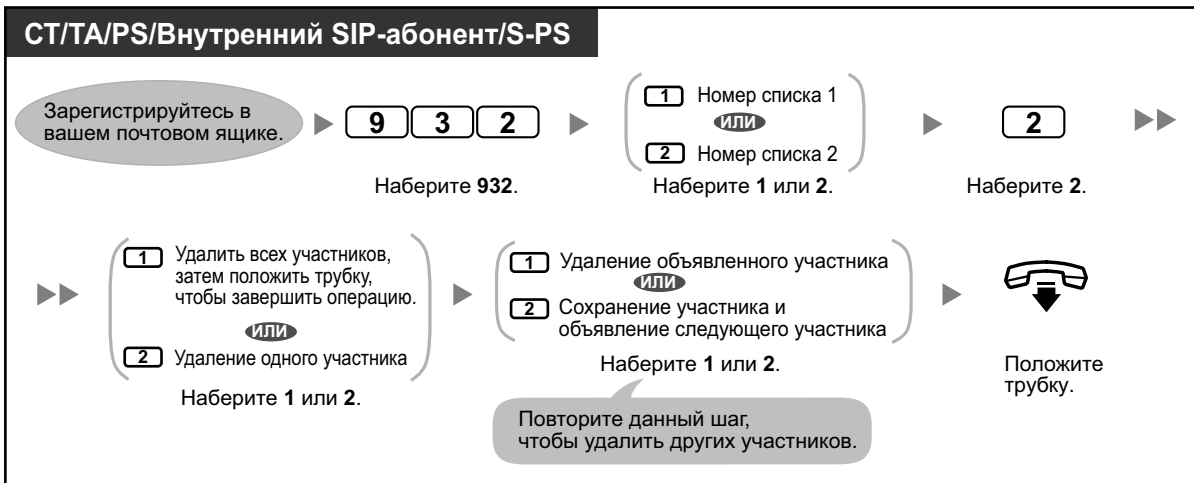 СТ/ТА/PS/Внутренний SIP-абонент/S-PS
Зарегистрируйтесь в
вашем почтовом ящике.
9 3 2
Наберите 932.
1 Номер списка 1
ИЛИ
2 Номер списка 2
Наберите 1 или 2.
2
Наберите 2.
1 Удалить всех участников,
затем положить трубку,
чтобы завершить операцию.
ИЛИ
2 Удаление одного участника
Наберите 1 или 2.
1 Удаление объявленного участника
ИЛИ
2 Сохранение участника и
объявление следующего участника
Наберите 1 или 2.
Повторите данный шаг,
чтобы удалить других участников.
Положите
трубку.